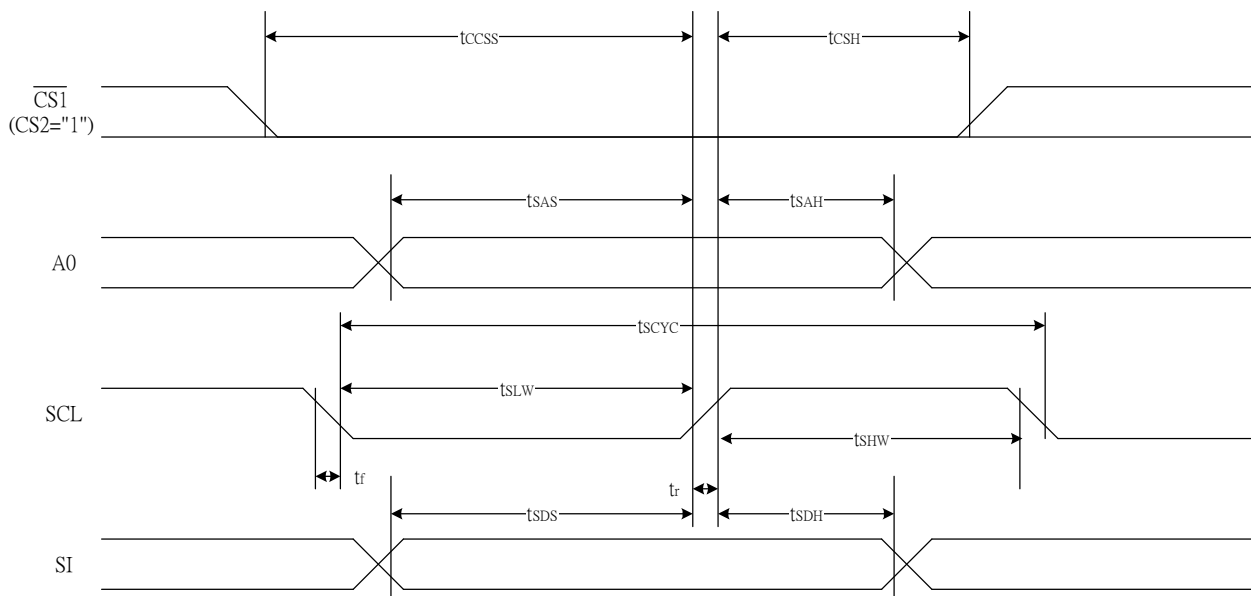 tCCSS
tCSH
CS1
(CS2="1")
tSAS
tSAH
A0
tSCYC
tSLW
SCL
tSHW
tf
tr
tSDS
tSDH
SI